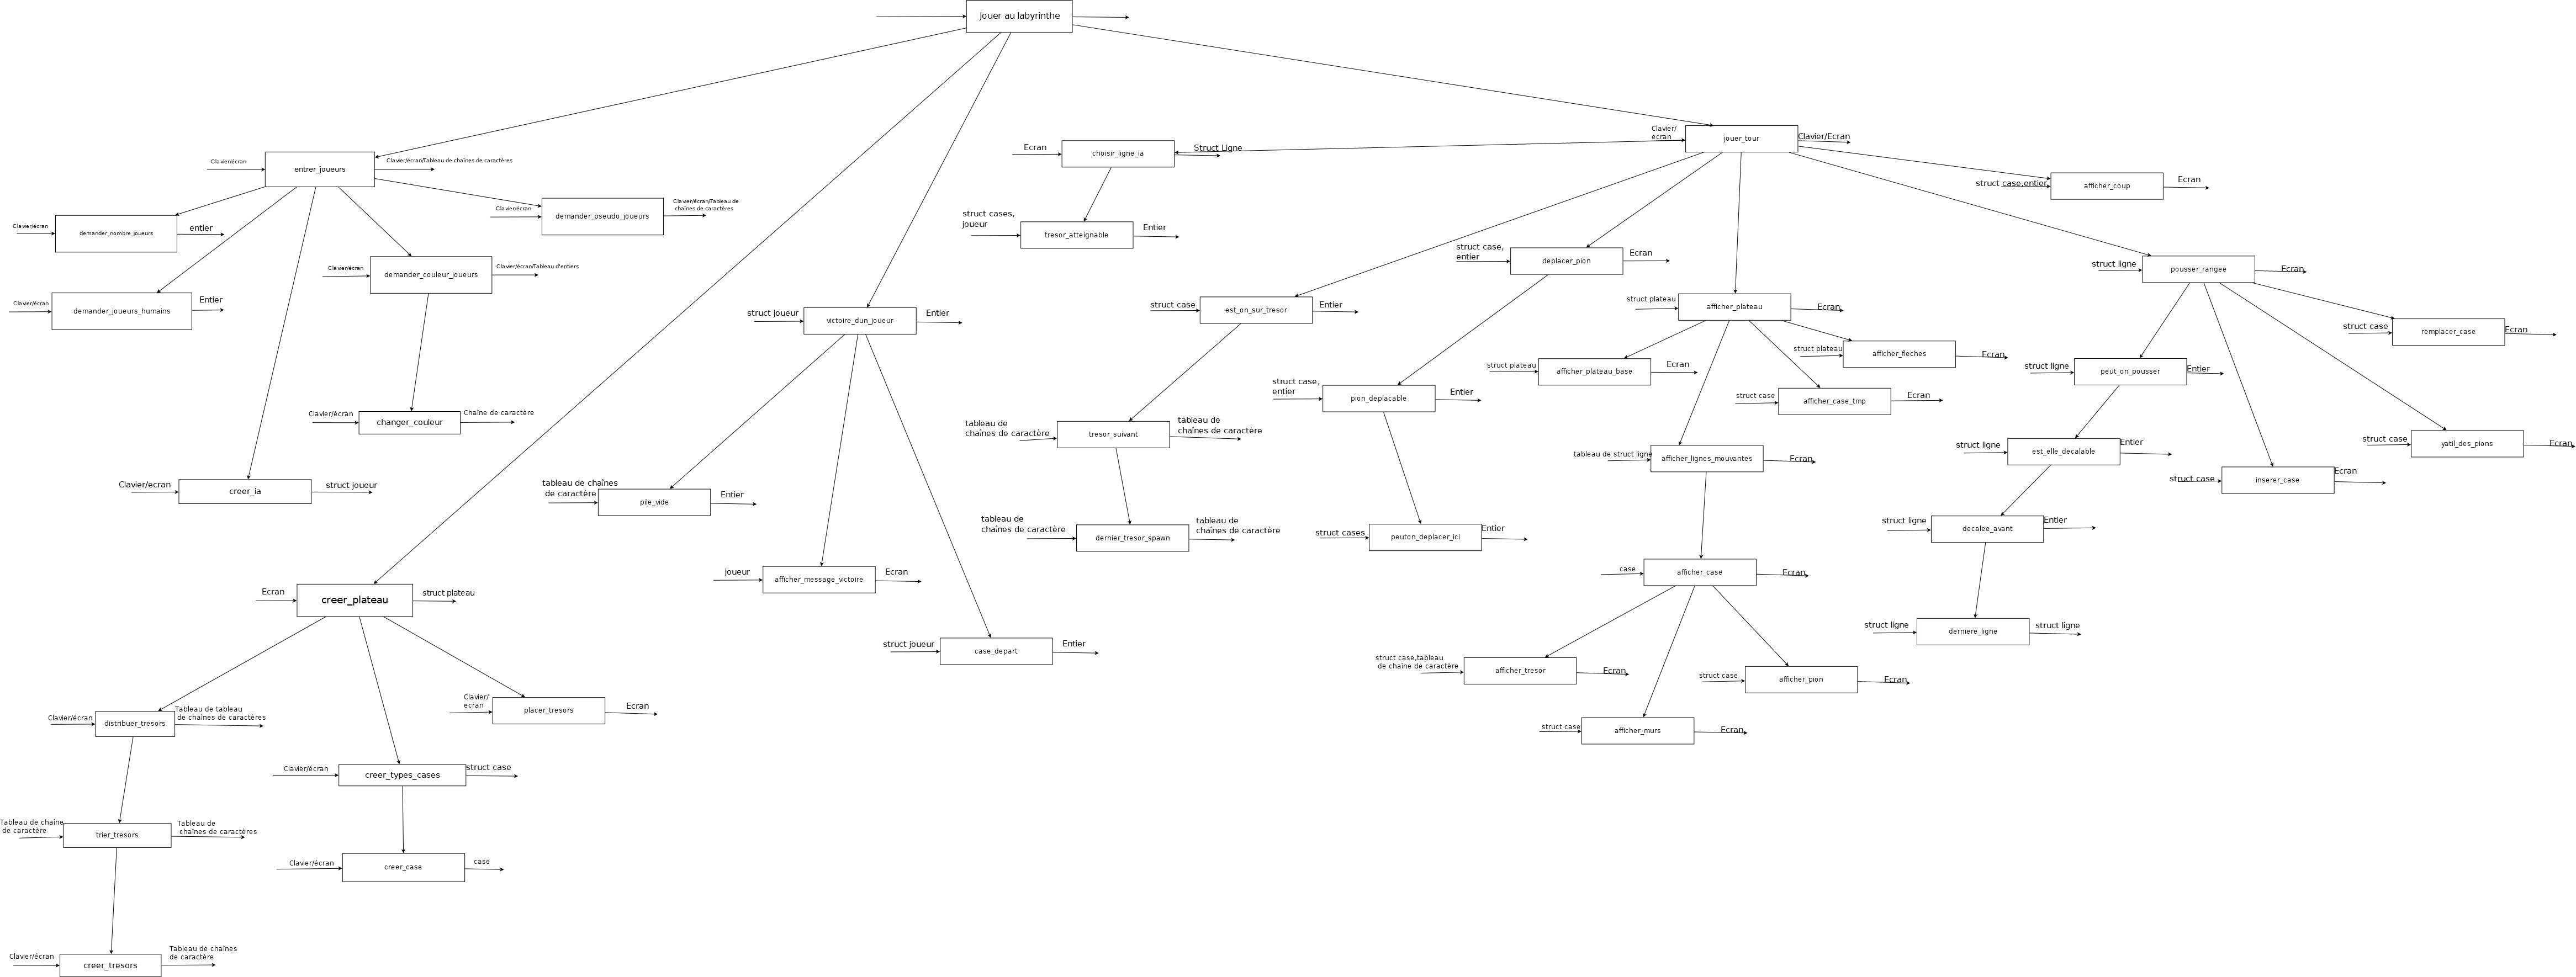 Jouer au labyrinthe
Clavier/
ecran
jouer_tour
Clavier/Ecran
Ecran
choisir_ligne_ia
Struct Ligne
Clavier/écran
entrer_joueurs
Clavier/écran/Tableau de chaînes de caractères
struct case,entier
afficher_coup
Ecran
Clavier/écran
demander_pseudo_joueurs
Clavier/écran/Tableau de
chaînes de caractères
Clavier/écran
demander_nombre_joueurs
entier
struct cases,
joueur
tresor_atteignable
Entier
struct case,
entier
deplacer_pion
Ecran
struct ligne
pousser_rangee
Ecran
Clavier/écran
demander_couleur_joueurs
Clavier/écran/Tableau d'entiers
Clavier/écran
demander_joueurs_humains
Entier
struct joueur
victoire_dun_joueur
Entier
struct case
est_on_sur_tresor
Entier
struct plateau
afficher_plateau
Ecran
struct case
remplacer_case
Ecran
struct plateau
afficher_fleches
Ecran
struct plateau
afficher_plateau_base
Ecran
struct ligne
peut_on_pousser
Entier
struct case,
entier
pion_deplacable
Entier
struct case
afficher_case_tmp
Ecran
Clavier/écran
changer_couleur
Chaîne de caractère
tableau de
chaînes de caractère
tresor_suivant
tableau de
chaînes de caractère
struct case
yatil_des_pions
Ecran
struct ligne
est_elle_decalable
Entier
tableau de struct ligne
afficher_lignes_mouvantes
Ecran
struct case
inserer_case
Ecran
Clavier/ecran
creer_ia
struct joueur
tableau de chaînes
de caractère
pile_vide
Entier
struct ligne
decalee_avant
Entier
tableau de
chaînes de caractère
dernier_tresor_spawn
tableau de
chaînes de caractère
struct cases
peuton_deplacer_ici
Entier
joueur
afficher_message_victoire
Ecran
case
afficher_case
Ecran
Ecran
creer_plateau
struct plateau
struct ligne
derniere_ligne
struct ligne
struct joueur
case_depart
Entier
struct case,tableau
de chaîne de caractère
afficher_tresor
Ecran
struct case
afficher_pion
Ecran
Clavier/
ecran
placer_tresors
Ecran
Clavier/écran
distribuer_tresors
Tableau de tableau
de chaînes de caractères
struct case
afficher_murs
Ecran
Clavier/écran
creer_types_cases
struct case
Tableau de chaîne
de caractère
trier_tresors
Tableau de
chaînes de caractères
Clavier/écran
creer_case
case
Clavier/écran
creer_tresors
Tableau de chaînes
de caractère